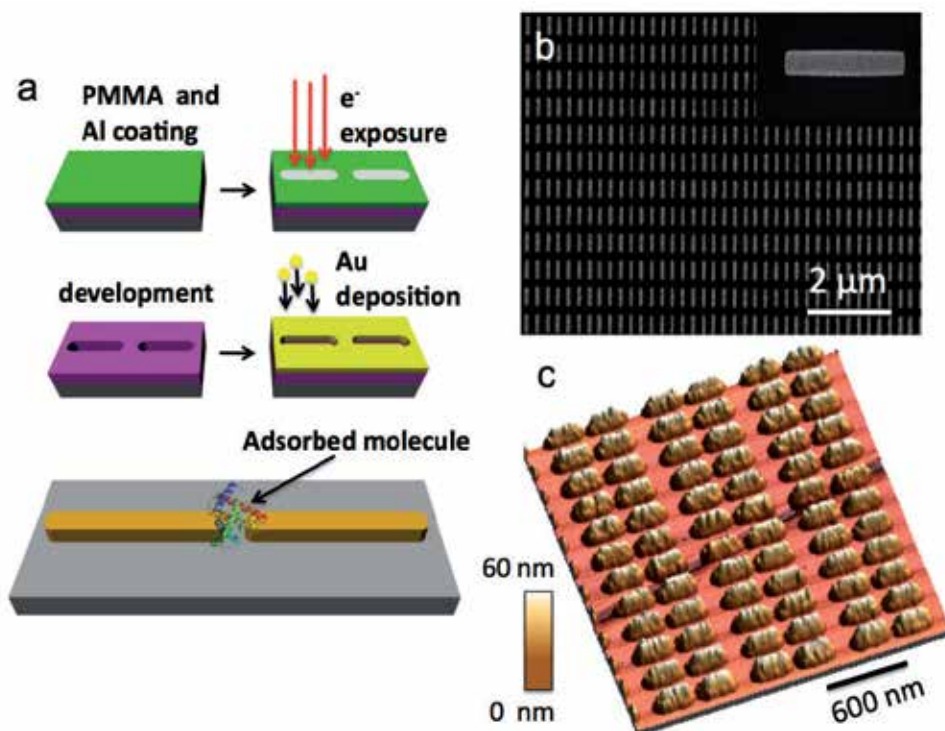 a
PMMA and
Al coating
e-
exposure
development
Au
deposition
Adsorbed molecule
b
2 µm
c
60 nm
0 nm
600 nm